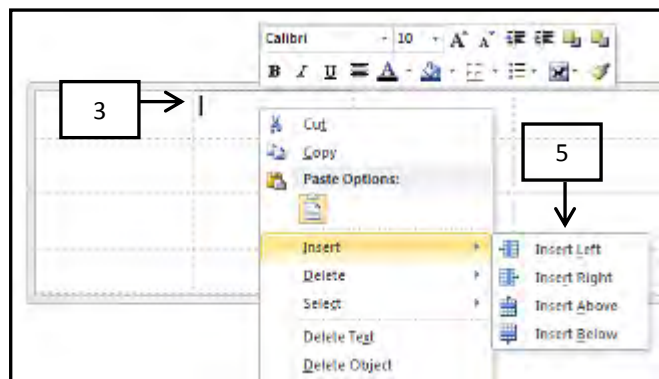 Calibri 10 A A
B I U A
3
Cut
Copy
Paste Options:
5
Insert
Insert Left
Delete
Insert Right
Select
Insert Above
Delete Text
Insert Below
Delete Object